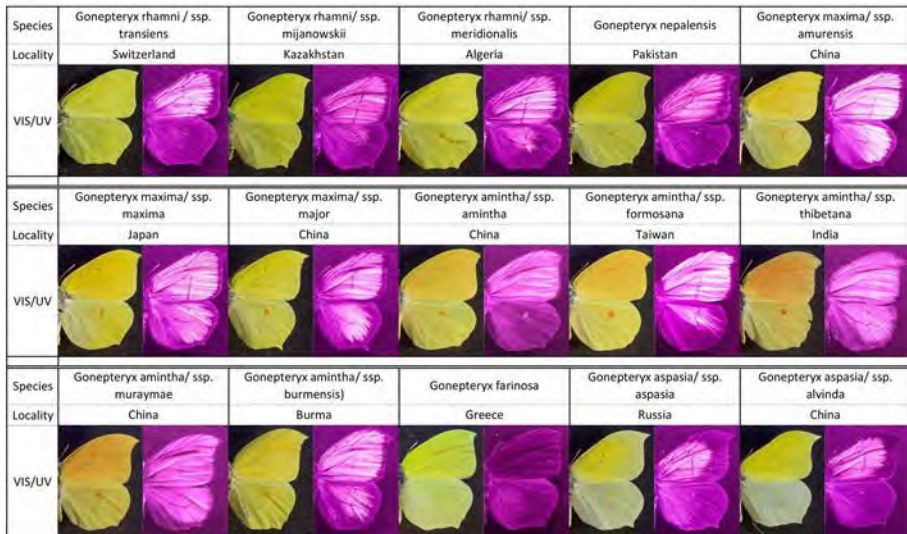 Species
Gonepteryx rhamni/ ssp.
transiens
Gonepteryx rhamni/ ssp.
mijanowskii
Gonepteryx rhamni/ ssp.
meridionalis
Gonepteryx nepalensis
Gonepteryx maxima/ ssp.
amurensis
Locality
Switzerland
Kazakhstan
Algeria
Pakistan
China
VIS/UV
Species
Gonepteryx maxima/ ssp.
maxima
Gonepteryx maxima/ ssp.
major
Gonepteryx amintha/ ssp.
amintha
Gonepteryx amintha/ ssp.
formosana
Gonepteryx amintha/ ssp.
thibetana
Locality
Japan
China
China
Taiwan
India
VIS/UV
Species
Gonepteryx amintha/ ssp.
muraymae
Gonepteryx amintha/ ssp.
burmensis)
Gonepteryx farinosa
Gonepteryx aspasia/ ssp.
aspasia
Gonepteryx aspasia/ ssp.
alvinda
Locality
China
Burma
Greece
Russia
China
VIS/UV